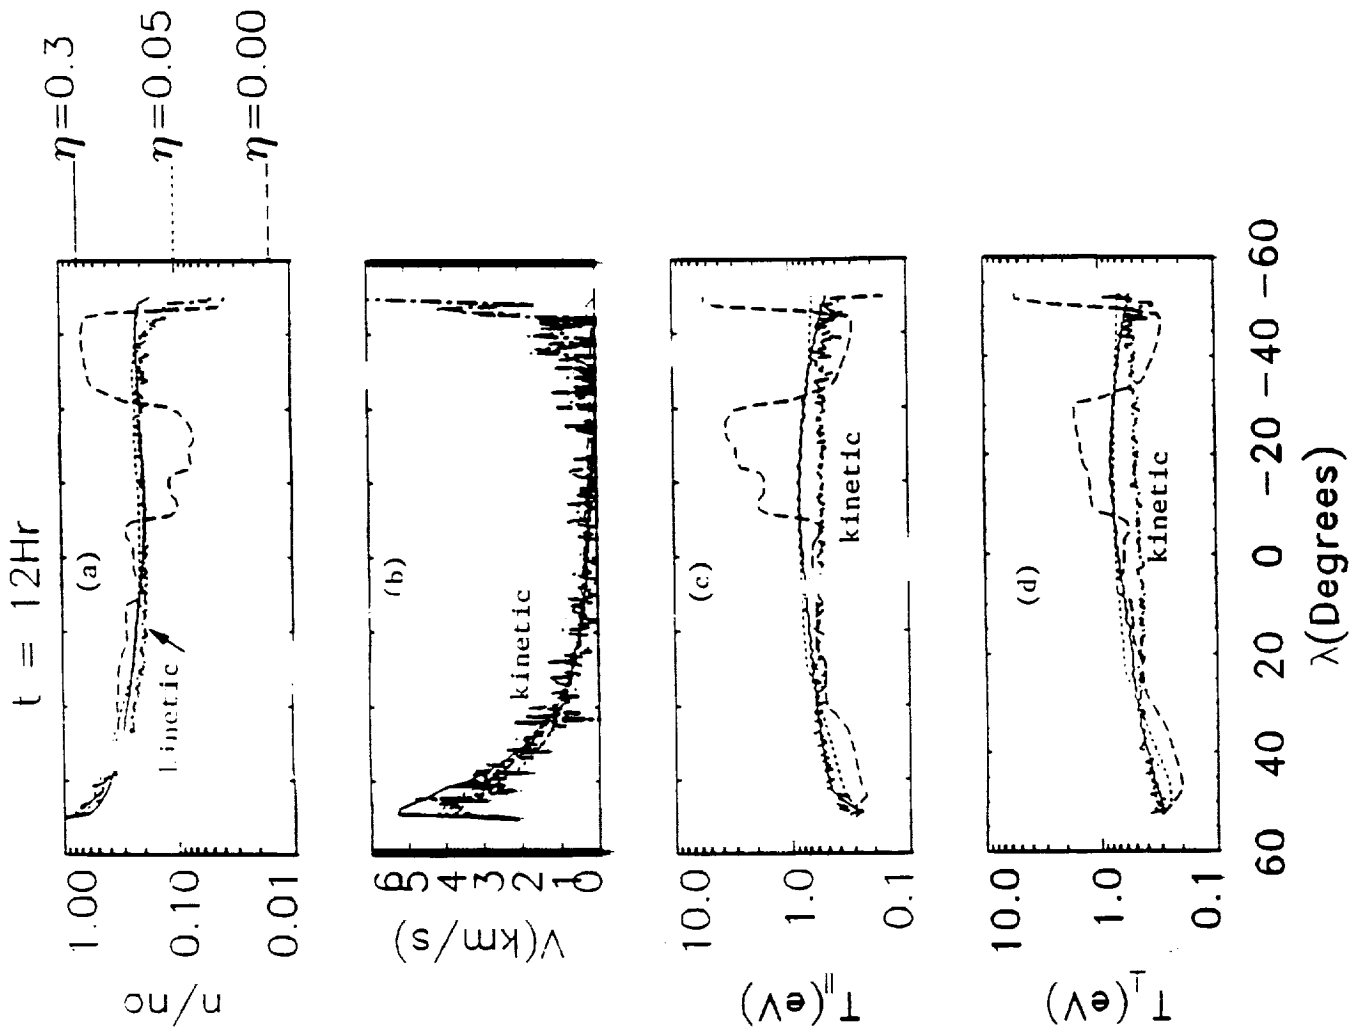 t = 12Hr
η=0.3
η=0.05
η=0.00
n/no
1.00
0.10
0.01
(a)
kinetic
V(km/s)
6
5
4
3
2
1
0
(b)
kinetic
T∥(eV)
10.0
1.0
0.1
(c)
kinetic
T⊥(eV)
10.0
1.0
0.1
(d)
kinetic
60 40 20 0 −20 −40 −60
λ(Degrees)